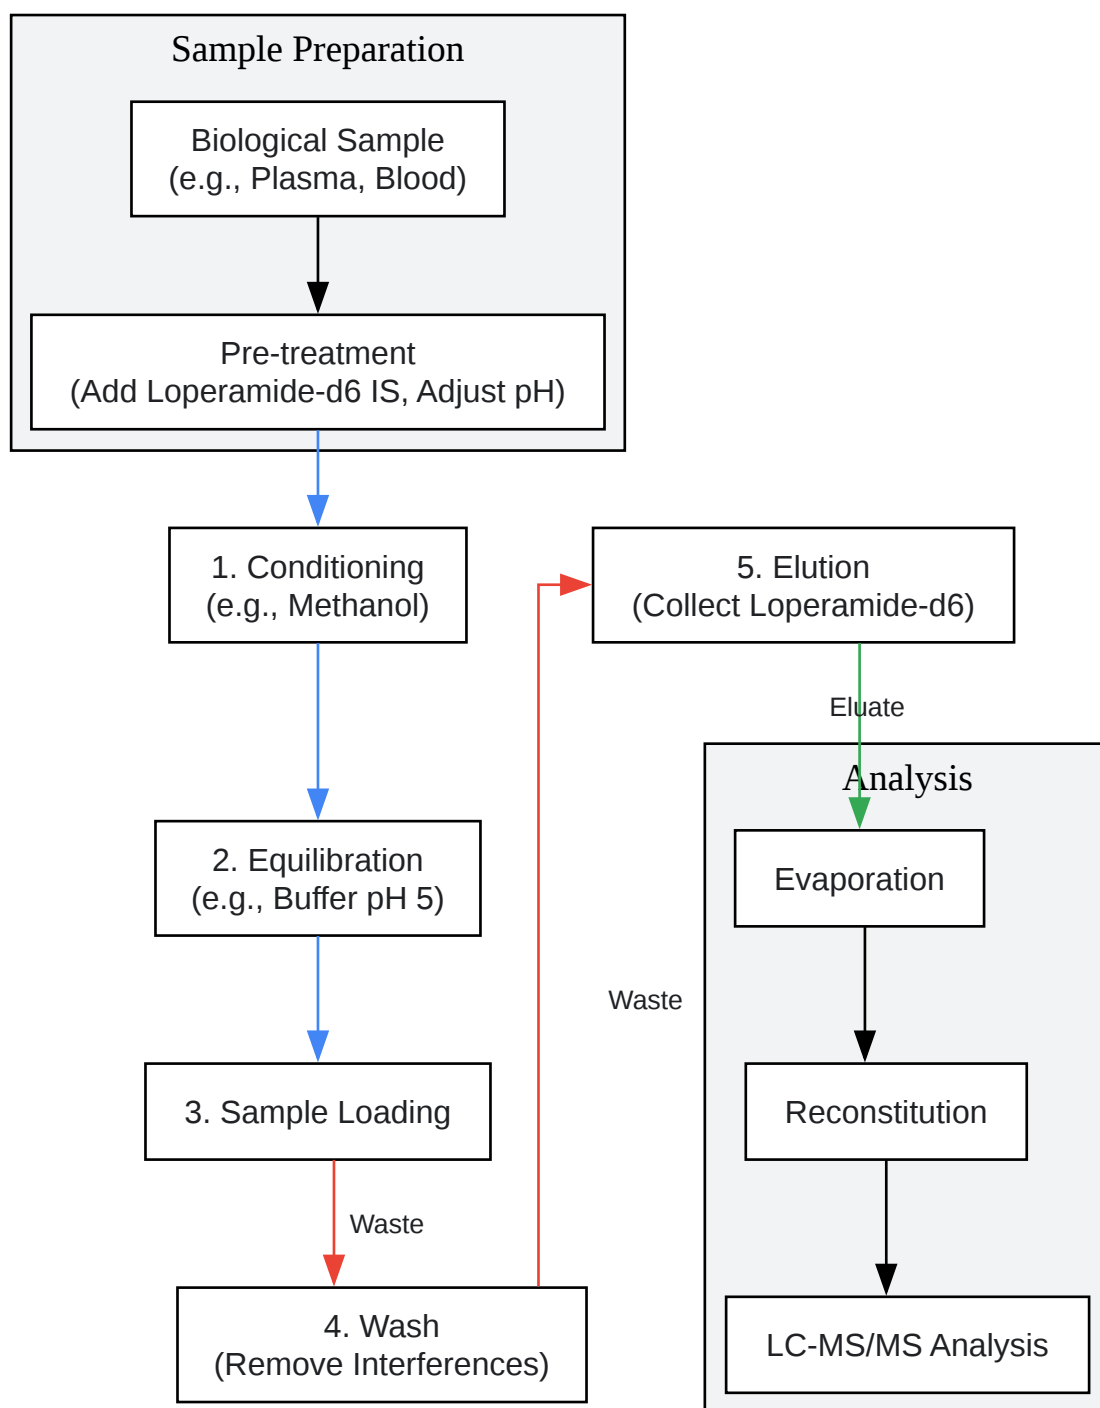 Sample Preparation
Biological Sample
(e.g., Plasma, Blood)
Pre-treatment
(Add Loperamide-d6 IS, Adjust pH)
1. Conditioning
(e.g., Methanol)
2. Equilibration
(e.g., Buffer pH 5)
3. Sample Loading
Waste
4. Wash
(Remove Interferences)
Waste
5. Elution
(Collect Loperamide-d6)
Eluate
Analysis
Evaporation
Reconstitution
LC-MS/MS Analysis